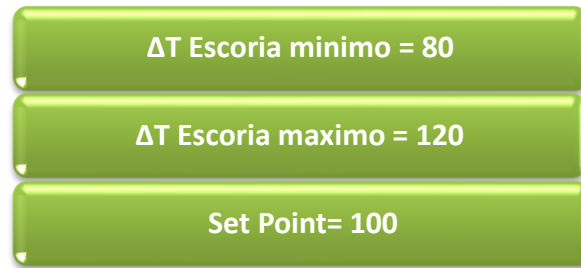 ΔT Escoria minimo = 80
ΔT Escoria maximo = 120
Set Point= 100